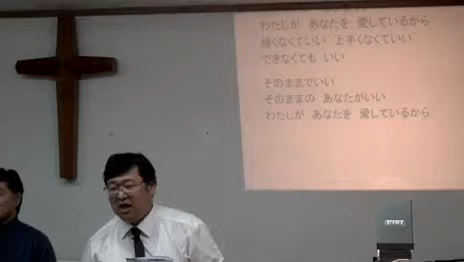 わたしが あなたを 愛しているから
強くなくていい 上手くなくていい
できなくても いい
そのままでいい
そのままの あなたがいい
わたしが あなたを 愛しているから